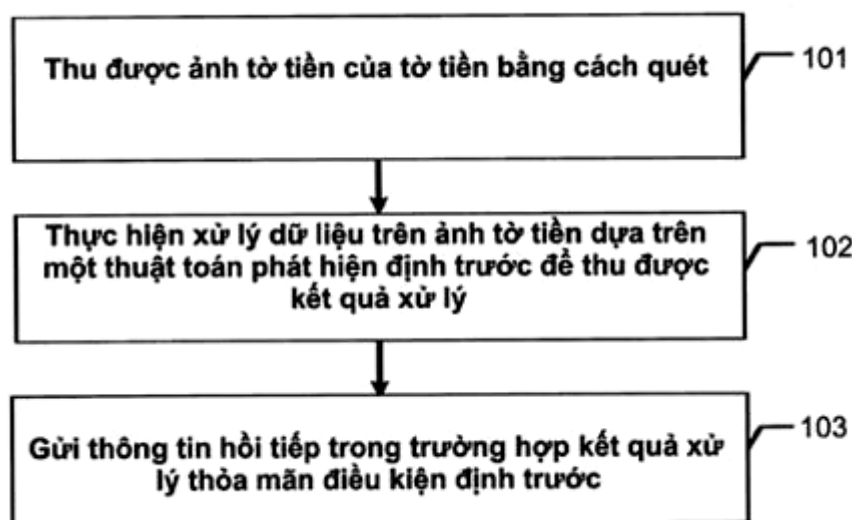 Thu được ảnh tờ tiền của tờ tiền bằng cách quét
101
Thực hiện xử lý dữ liệu trên ảnh tờ tiền dựa trên
một thuật toán phát hiện định trước để thu được
kết quả xử lý
102
Gửi thông tin hồi tiếp trong trường hợp kết quả xử
lý thỏa mãn điều kiện định trước
103